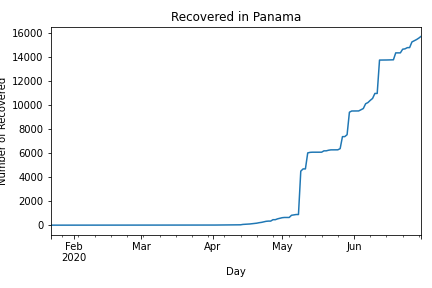 Recovered in Panama
16000
14000
12000
10000
8000
6000
4000
2000
0
Number of Recovered
Feb
2020
Mar
Apr
May
Jun
Day